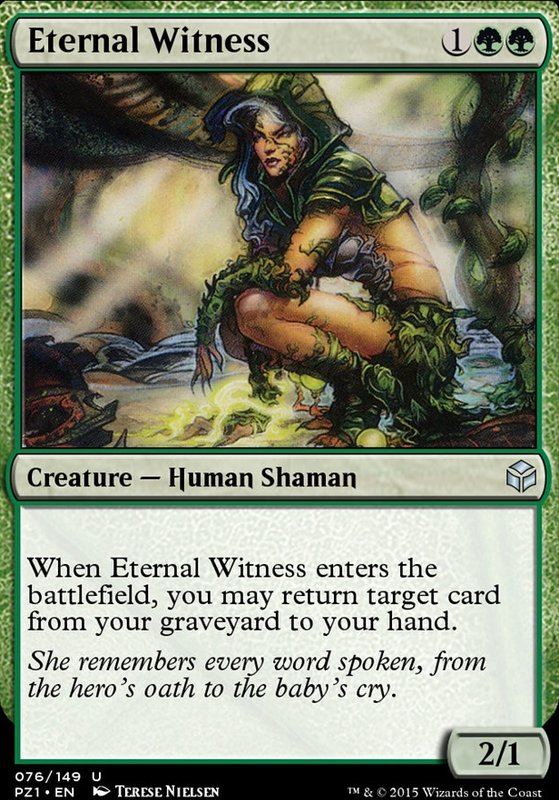 Eternal Witness 1
Creature — Human Shaman
When Eternal Witness enters the
battlefield, you may return target card
from your graveyard to your hand.
She remembers every word spoken, from
the hero's oath to the baby's cry.
2/1
076/149 U
PZ1 • EN Terese Nielsen
™ & © 2015 Wizards of the Coast